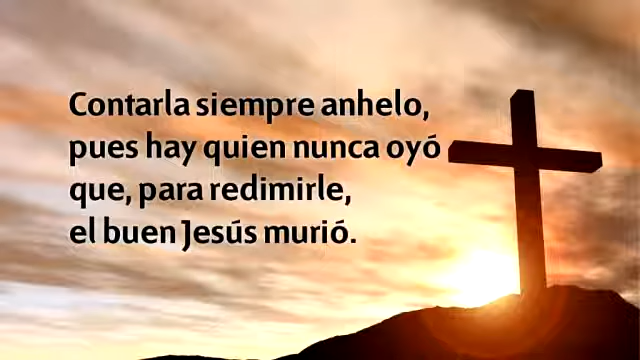 Contarla siempre anhelo,
pues hay quien nunca oyó
que, para redimirle,
el buen Jesús murió.